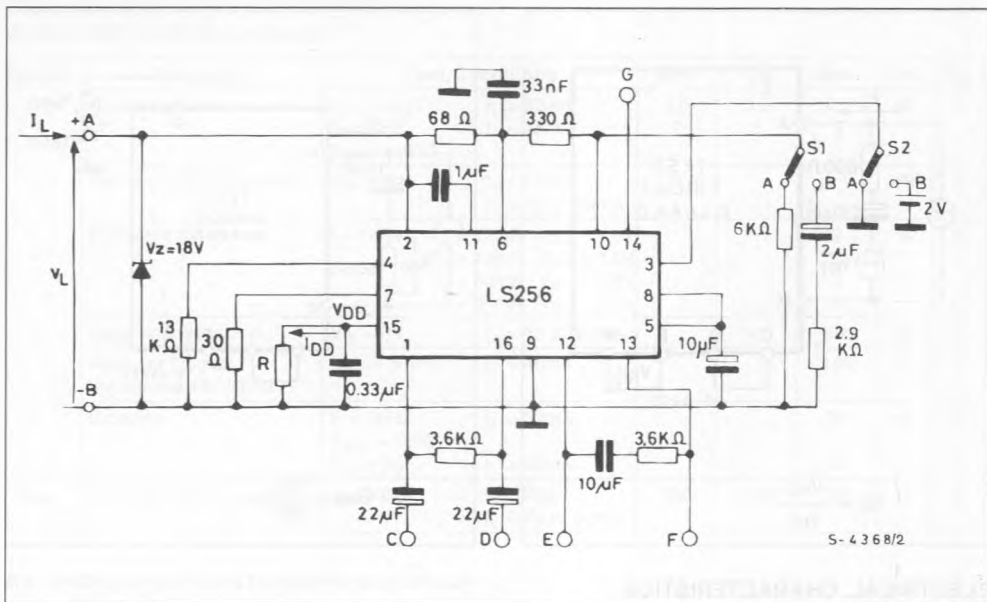 G
33nF
I_L
+A
68 Ω
330 Ω
1µF
S1
S2
A
B
A
B
6KΩ
2µF
2V
2
11
6
10
14
V_Z=18V
4
3
LS256
V_L
7
8
V_DD
15
5
I_DD
13 KΩ
30 Ω
R
0.33µF
1
16
9
12
13
10µF
2.9 KΩ
-B
3.6KΩ
3.6KΩ
10µF
22µF
22µF
C
D
E
F
S-4368/2